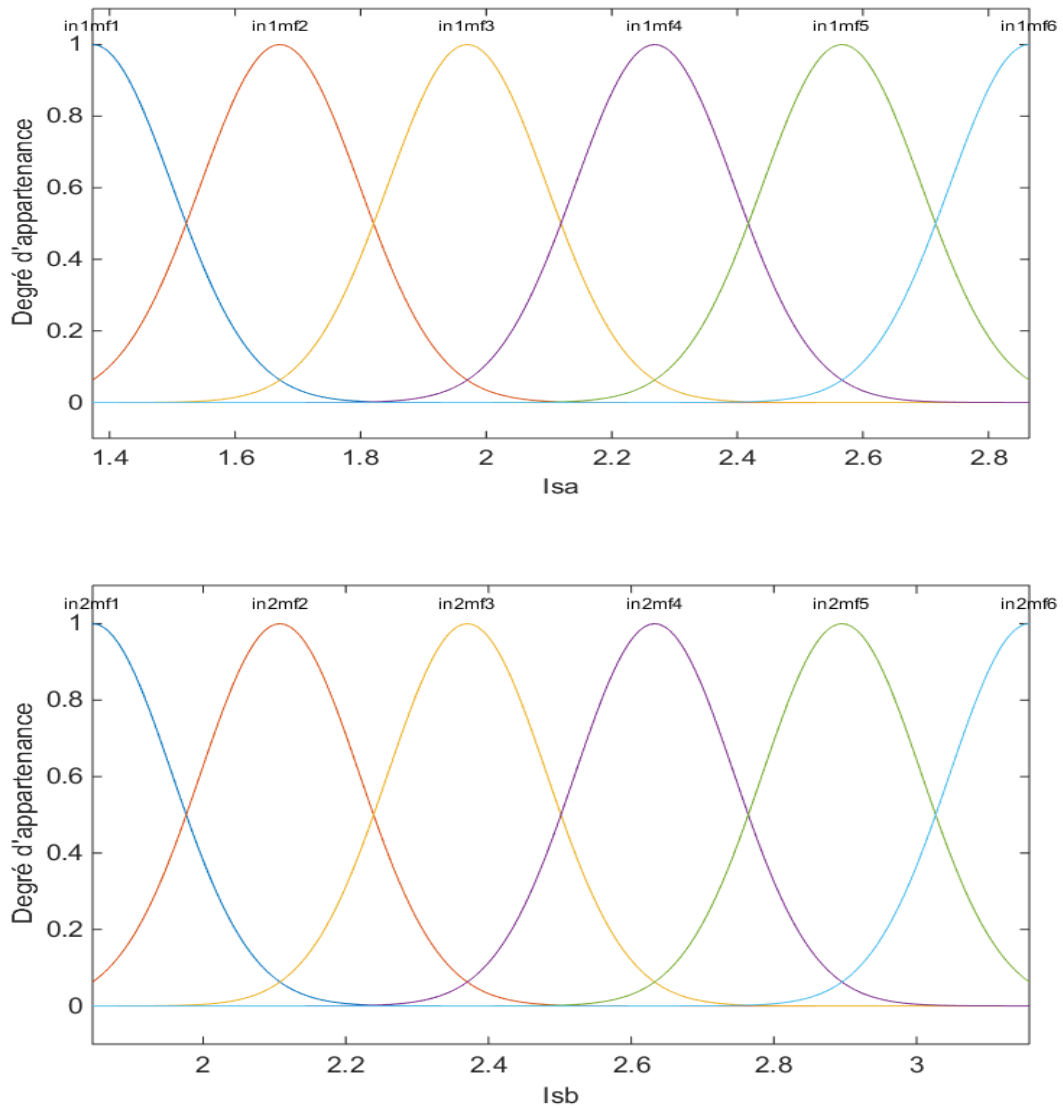 in1mf1 in1mf2 in1mf3 in1mf4 in1mf5 in1mf6
1
0.8
0.6
0.4
0.2
0
Degré d'appartenance
1.4 1.6 1.8 2 2.2 2.4 2.6 2.8
Isa
in2mf1 in2mf2 in2mf3 in2mf4 in2mf5 in2mf6
1
0.8
0.6
0.4
0.2
0
Degré d'appartenance
2 2.2 2.4 2.6 2.8 3
Isb